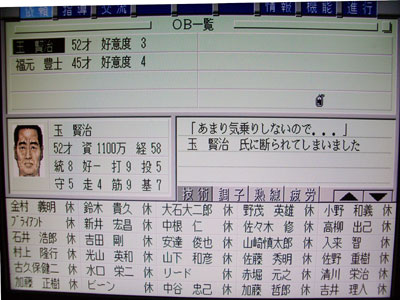 指導 交流 情報 機能 進行
OB一覧
玉 賢治 52才 好意度 3
福元 豊士 45才 好意度 4
玉 賢治
52才 資1100万 経58
統8 好一 打9 投5
守5 走4 筋9 基7
「あまり気乗りしないので．．．」
玉 賢治 氏に断られてしまいました
技術 調子 熱線 疲労
金村 義明 休 鈴木 貴久 休 大石大二郎 休 野茂 英雄 休 小野 和義 休
ブライアント 休 新井 宏昌 休 中根 仁 休 佐々木 修 休 高柳 出己 休
石井 浩郎 休 吉田 剛 休 安達 俊也 休 山崎慎太郎 休 入来 智 休
村上 隆行 休 光山 英和 休 山下 和彦 休 佐藤 秀明 休 佐野 重樹 休
古久保健二 休 水口 栄二 休 リード 休 赤堀 元之 休 清川 栄治 休
加藤 正樹 休 ビーン 休 中谷 忠己 休 加藤 哲郎 休 吉井 理人 休